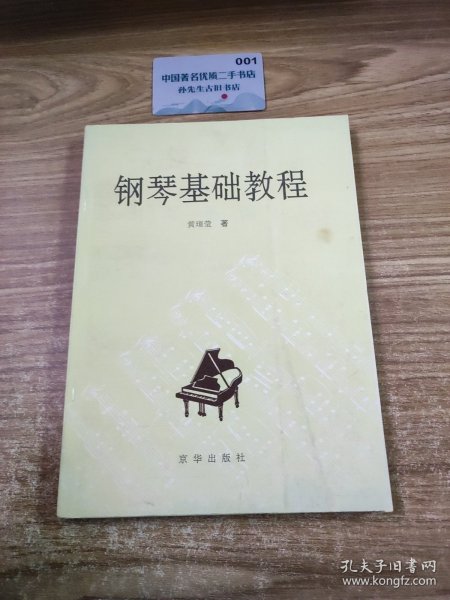 001
中国著名优质二手书店
孙先生古旧书店
钢琴基础教程
黄瑂莹 著
京华出版社
孔夫子旧书网
www.kongfz.com